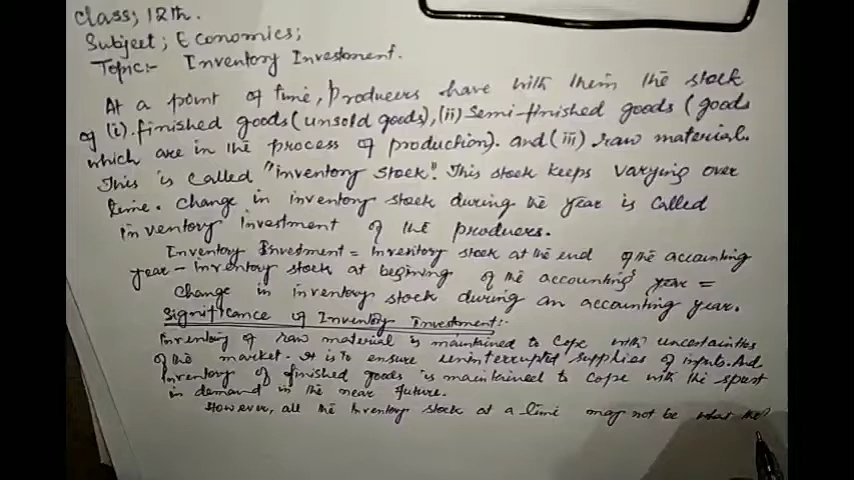 Class; 12th.
Subject; Economics;
Topic:- Inventory Investment.
At a point of time, producers have with them the stock
of (i). finished goods (unsold goods), (ii) Semi-finished goods (goods
which are in the process of production). and (iii) raw material.
This is called "inventory stock". This stock keeps varying over
time. Change in inventory stock during the year is called
inventory investment of the producers.
Inventory Investment = Inventory stock at the end of the accounting
year - Inventory stock at begining of the accounting year =
Change in inventory stock during an accounting year.
Significance of Inventory Investment:-
Inventory of raw material is maintained to cope with uncertainties
of the market. It is to ensure uninterrupted supplies of inputs. And
Inventory of finished goods is maintained to cope with the spurt
in demand in the near future.
However, all the Inventory stock at a time may not be what the